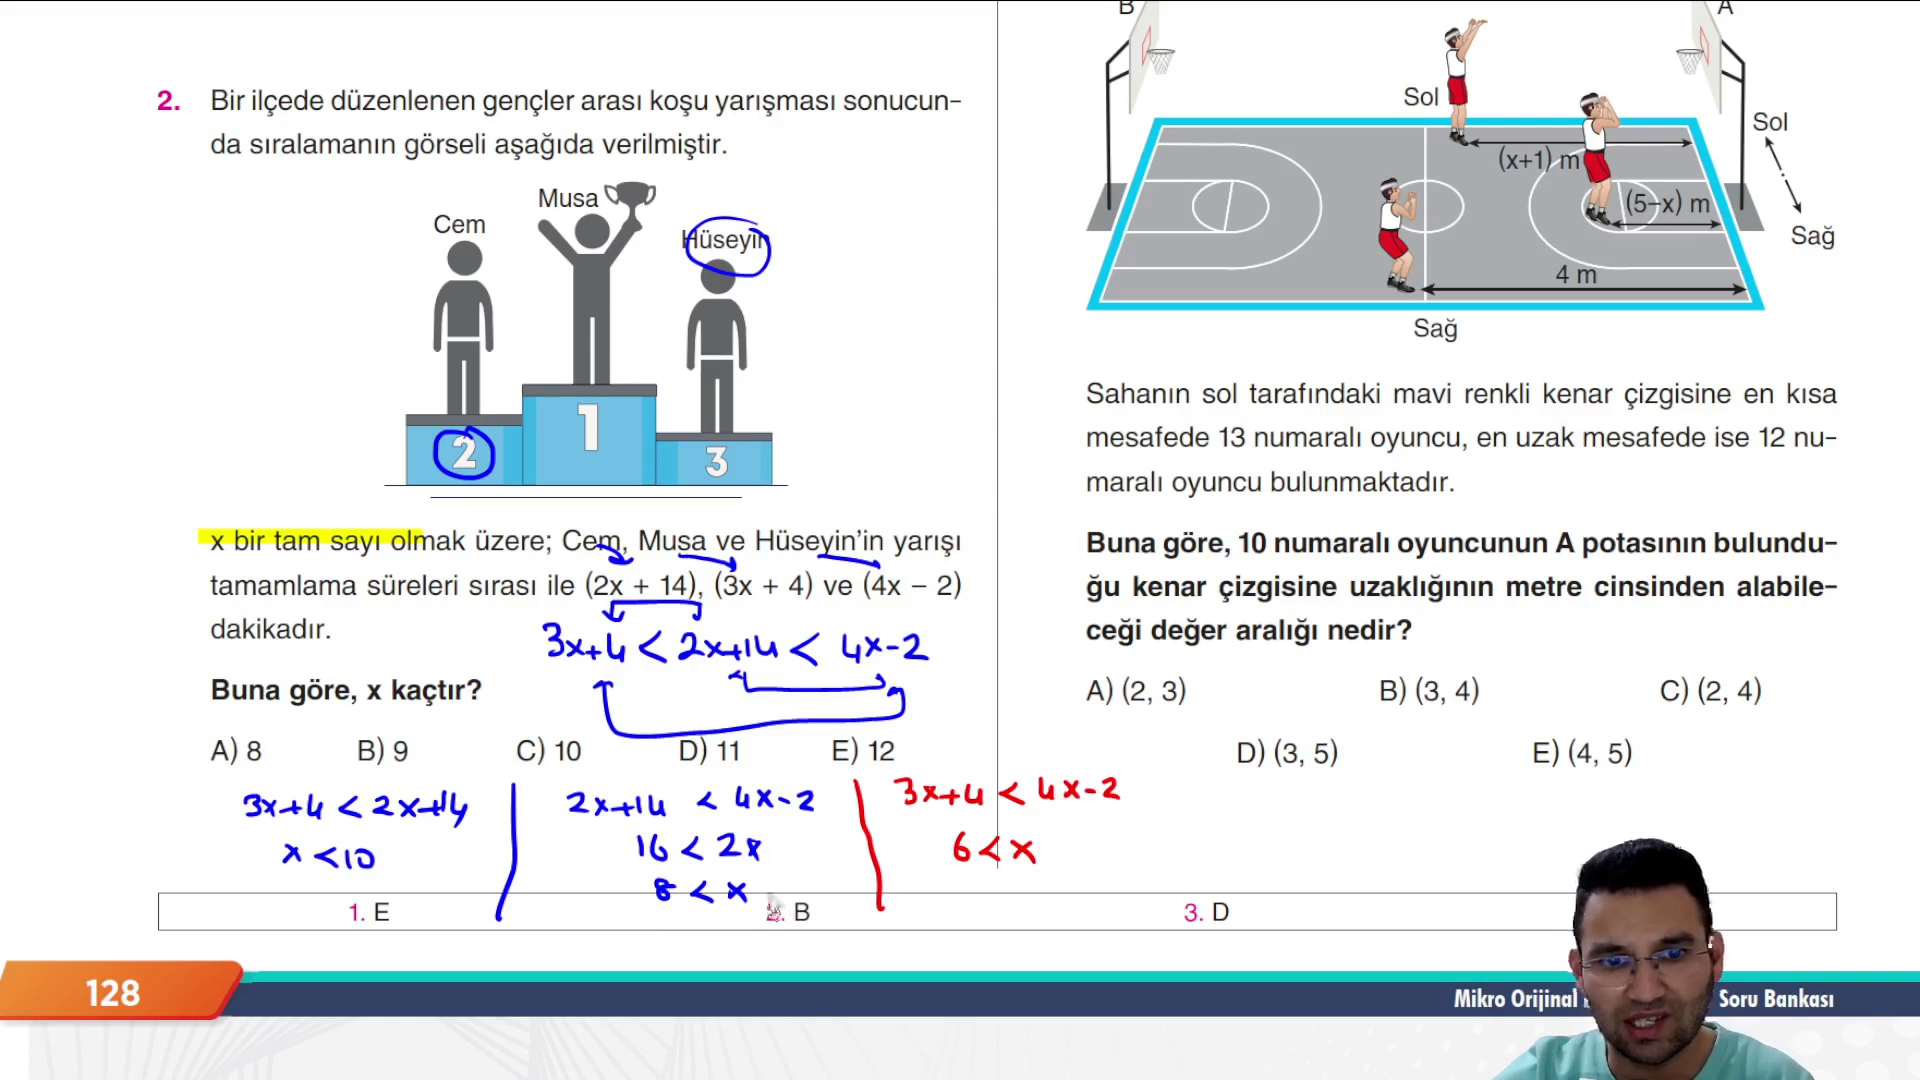 2. Bir ilçede düzenlenen gençler arası koşu yarışması sonucun-
da sıralamanın görseli aşağıda verilmiştir.
Musa
Cem
Hüseyin
2
1
3
x bir tam sayı olmak üzere; Cem, Musa ve Hüseyin'in yarışı
tamamlama süreleri sırası ile (2x + 14), (3x + 4) ve (4x − 2)
dakikadır.
3x+4 < 2x+14 < 4x-2
Buna göre, x kaçtır?
A) 8 B) 9 C) 10 D) 11 E) 12
3x+4 < 2x+14
x < 10
2x+14 < 4x-2
16 < 2x
8 < x
3x+4 < 4x-2
6 < x
B
A
Sol
Sol
(x+1) m
(5−x) m
Sağ
4 m
Sağ
Sahanın sol tarafındaki mavi renkli kenar çizgisine en kısa
mesafede 13 numaralı oyuncu, en uzak mesafede ise 12 nu-
maralı oyuncu bulunmaktadır.
Buna göre, 10 numaralı oyuncunun A potasının bulundu-
ğu kenar çizgisine uzaklığının metre cinsinden alabile-
ceği değer aralığı nedir?
A) (2, 3) B) (3, 4) C) (2, 4)
D) (3, 5) E) (4, 5)
1. E B 3. D
128
Mikro Orijinal Soru Bankası